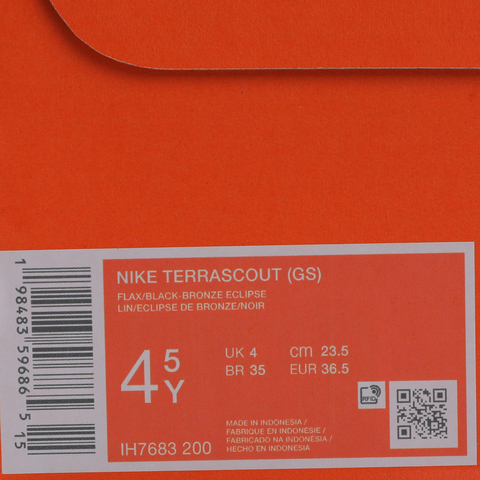 NIKE TERRASCOUT (GS)
FLAX/BLACK-BRONZE ECLIPSE
LIN/ECLIPSE DE BRONZE/NOIR
4 5Y
UK 4 cm 23.5
BR 35 EUR 36.5
RFID
MADE IN INDONESIA /
FABRIQUE EN INDONESIE /
FABRICADO NA INDONESIA /
HECHO EN INDONESIA
IH7683 200
1 98483 59686 5 15